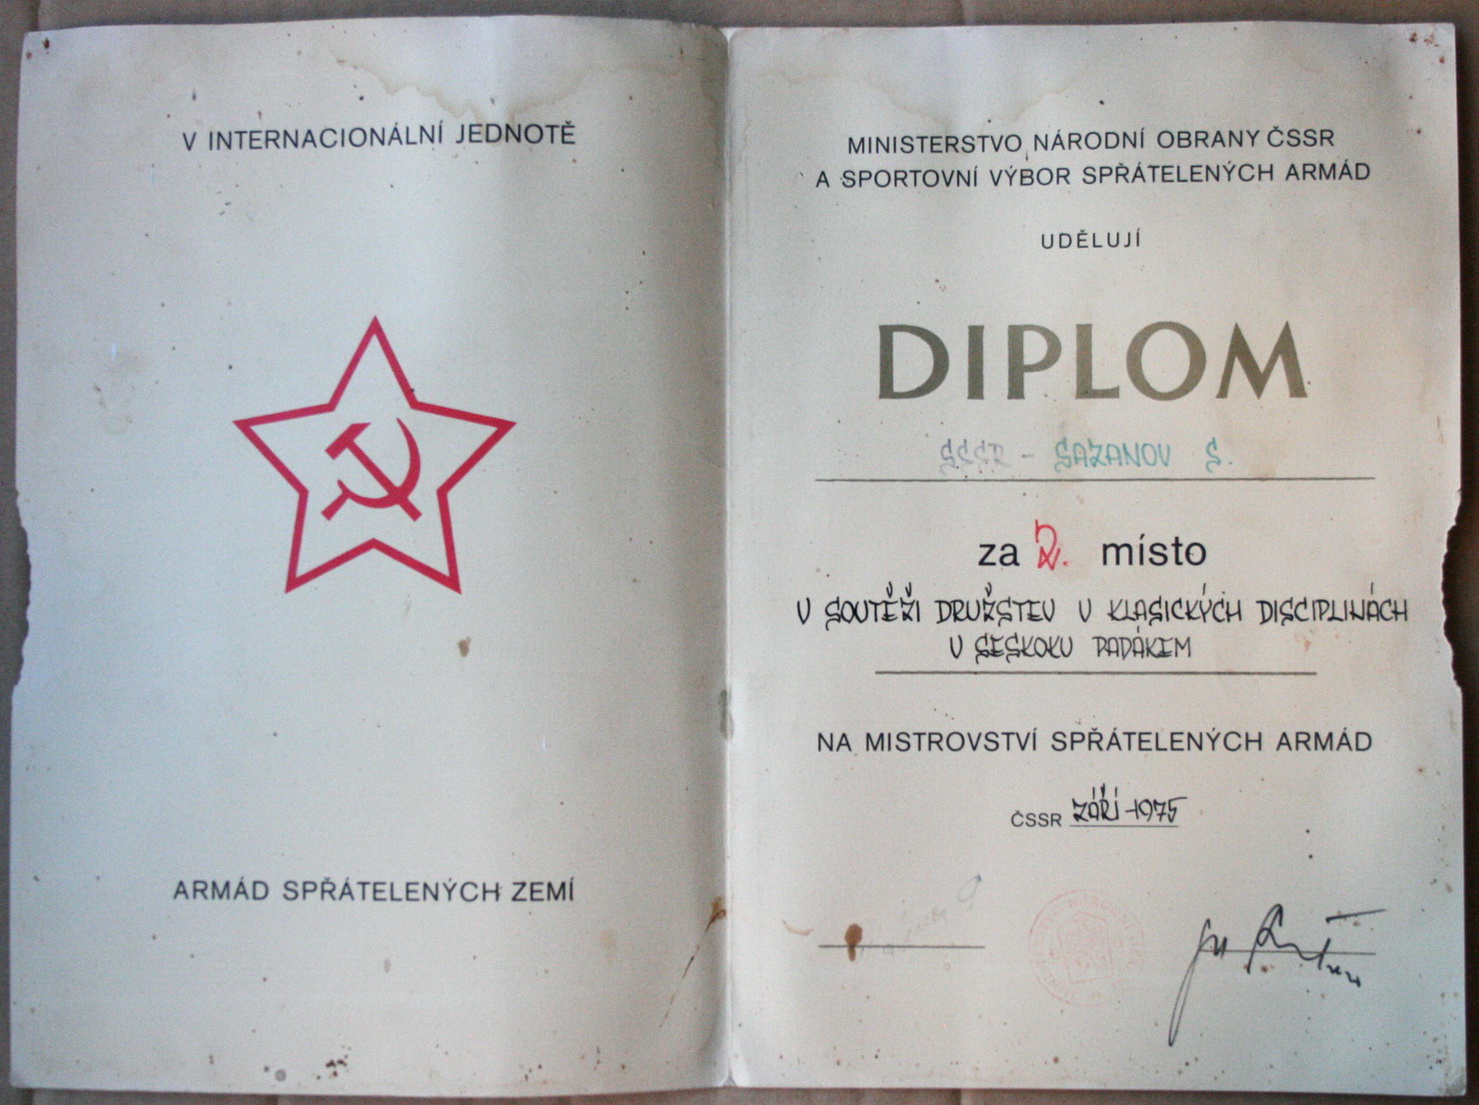 V INTERNACIONÁLNÍ JEDNOTĚ
ARMÁD SPŘÁTELENÝCH ZEMÍ
MINISTERSTVO NÁRODNÍ OBRANY ČSSR
A SPORTOVNÍ VÝBOR SPŘÁTELENÝCH ARMÁD
UDĚLUJÍ
DIPLOM
SSSR - SAZANOV S.
za 2. místo
V SOUTĚŽI DRUŽSTEV V KLASICKÝCH DISCIPLINÁCH
V SESKOKU PADÁKEM
NA MISTROVSTVÍ SPŘÁTELENÝCH ARMÁD
ČSSR ZÁŘÍ-1975